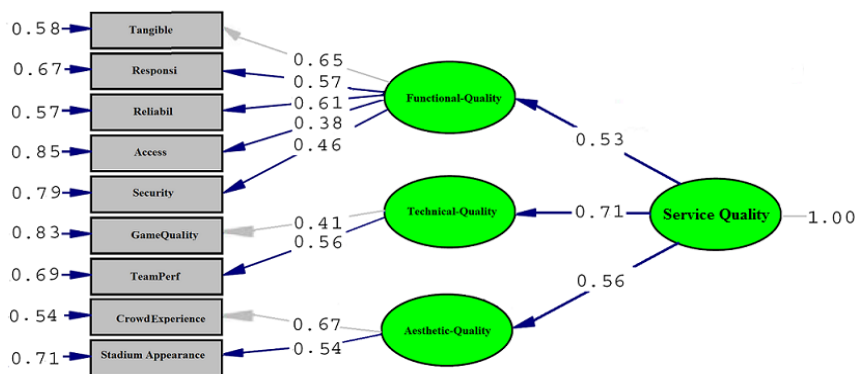 0.58 Tangible
0.65
0.67 Responsi
0.57
Functional-Quality
0.57 Reliabil
0.61
0.38
0.53
0.85 Access
0.46
0.79 Security
0.41
Technical-Quality
0.71
Service Quality
1.00
0.83 GameQuality
0.56
0.69 TeamPerf
0.56
0.54 CrowdExperience
0.67
Aesthetic-Quality
0.54
0.71 Stadium Appearance